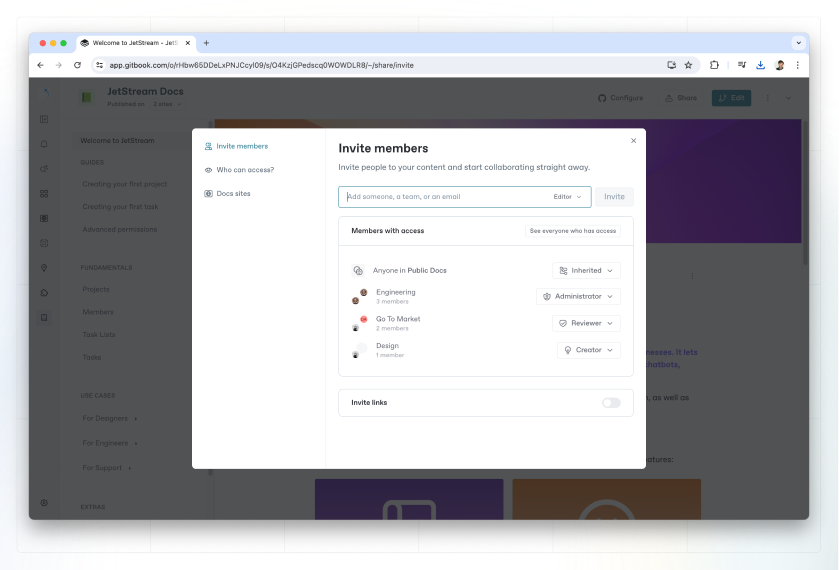 Welcome to JetStream - JetS
app.gitbook.com/o/rHbw65DDeLxPNJCcyI09/s/O4KzjGPedscq0WOWDLR8/~/share/invite
JetStream Docs
Published on 2 sites
Configure
Share
Edit
Welcome to JetStream
GUIDES
Creating your first project
Creating your first task
Advanced permissions
FUNDAMENTALS
Projects
Members
Task Lists
Tasks
USE CASES
For Designers
For Engineers
For Support
EXTRAS
Invite members
Who can access?
Docs sites
Invite members
Invite people to your content and start collaborating straight away.
Add someone, a team, or an email
Editor
Invite
Members with access
See everyone who has access
Anyone in Public Docs
Inherited
Engineering
3 members
Administrator
Go To Market
2 members
Reviewer
Design
1 member
Creator
Invite links
nesses. It lets
chatbots,
, as well as
atures: